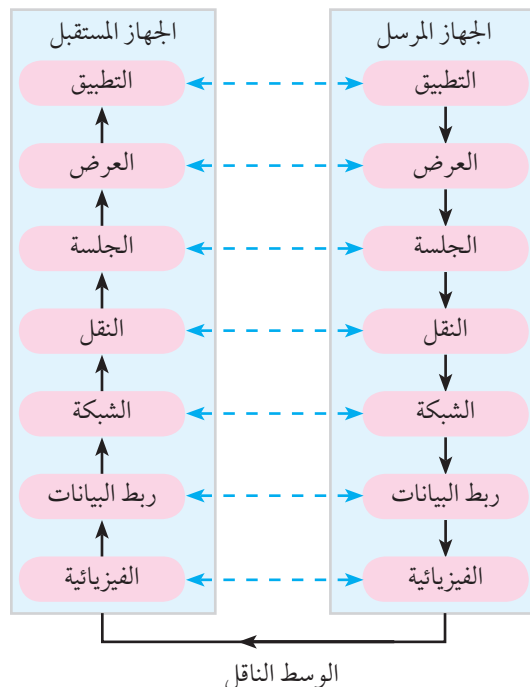 الجهاز المرسل
التطبيق
العرض
الجلسة
النقل
الشبكة
ربط البيانات
الفيزيائية
الجهاز المستقبل
التطبيق
العرض
الجلسة
النقل
الشبكة
ربط البيانات
الفيزيائية
الوسط الناقل